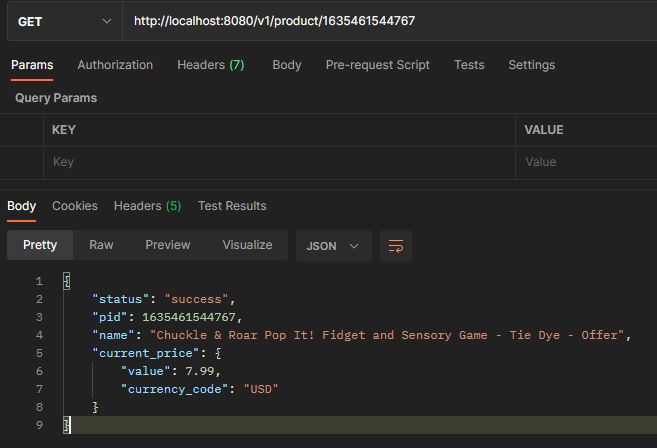 GET http://localhost:8080/v1/product/1635461544767
Params Authorization Headers (7) Body Pre-request Script Tests Settings
Query Params
KEY VALUE
Key Value
Body Cookies Headers (5) Test Results
Pretty Raw Preview Visualize JSON
1 {
2 "status": "success",
3 "pid": 1635461544767,
4 "name": "Chuckle & Roar Pop It! Fidget and Sensory Game - Tie Dye - Offer",
5 "current_price": {
6 "value": 7.99,
7 "currency_code": "USD"
8 }
9 }